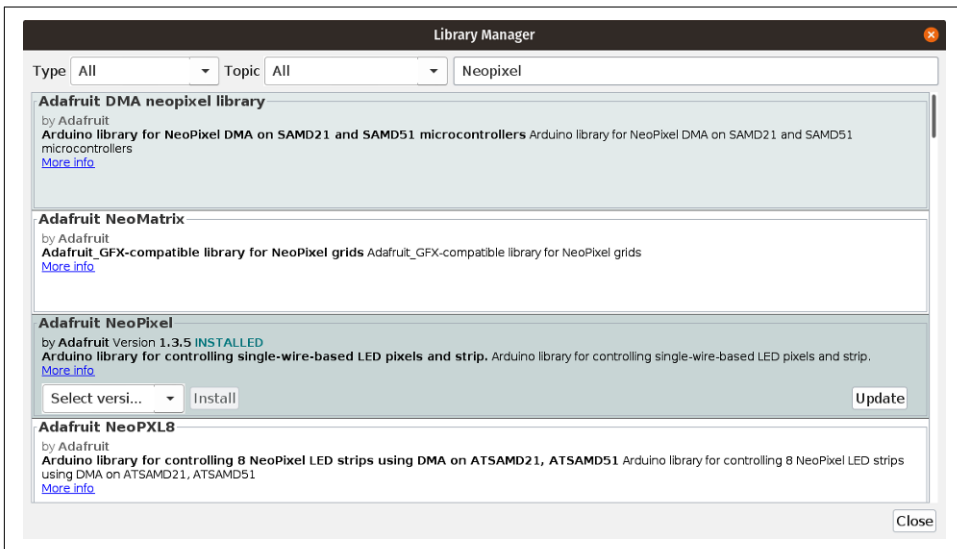 Library Manager
Type All Topic All Neopixel
Adafruit DMA neopixel library
by Adafruit
Arduino library for NeoPixel DMA on SAMD21 and SAMD51 microcontrollers Arduino library for NeoPixel DMA on SAMD21 and SAMD51
microcontrollers
More info
Adafruit NeoMatrix
by Adafruit
Adafruit_GFX-compatible library for NeoPixel grids Adafruit_GFX-compatible library for NeoPixel grids
More info
Adafruit NeoPixel
by Adafruit Version 1.3.5 INSTALLED
Arduino library for controlling single-wire-based LED pixels and strip. Arduino library for controlling single-wire-based LED pixels and strip.
More info
Select versi... Install Update
Adafruit NeoPXL8
by Adafruit
Arduino library for controlling 8 NeoPixel LED strips using DMA on ATSAMD21, ATSAMD51 Arduino library for controlling 8 NeoPixel LED strips
using DMA on ATSAMD21, ATSAMD51
More info
Close